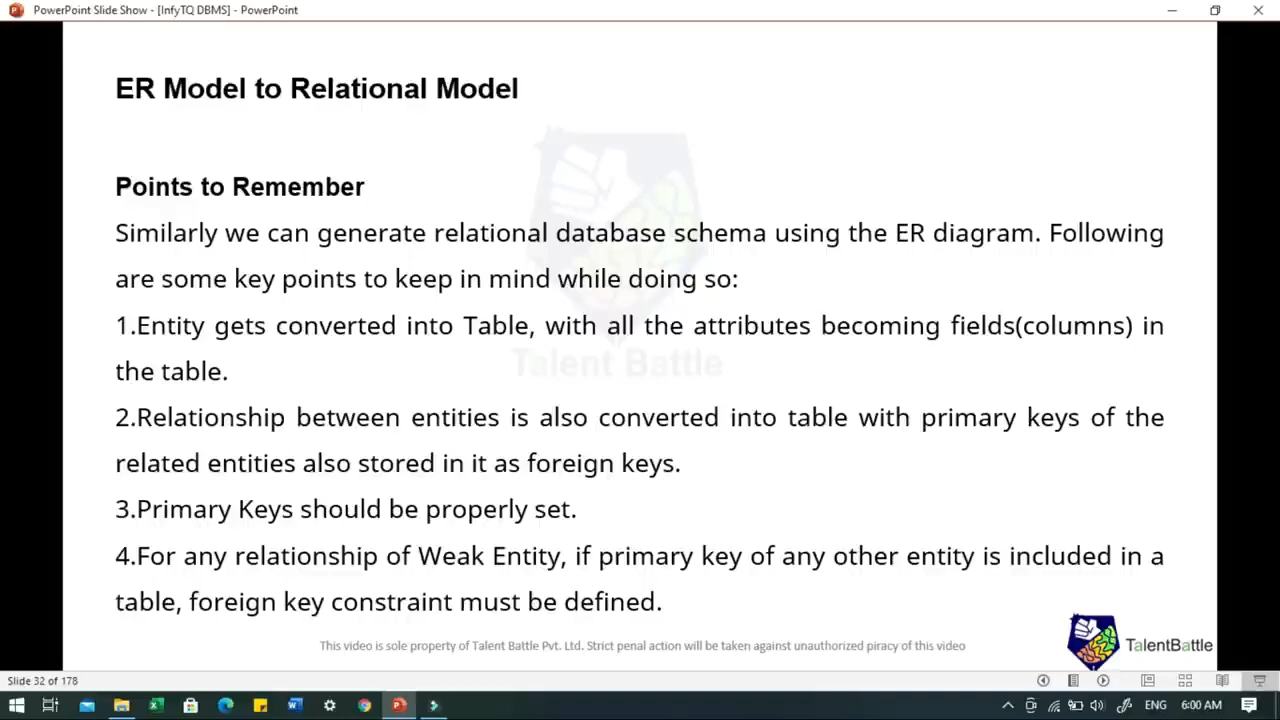 PowerPoint Slide Show - [InfyTQ DBMS] - PowerPoint
ER Model to Relational Model
Points to Remember
Similarly we can generate relational database schema using the ER diagram. Following
are some key points to keep in mind while doing so:
1.Entity gets converted into Table, with all the attributes becoming fields(columns) in
the table.
Talent Battle
2.Relationship between entities is also converted into table with primary keys of the
related entities also stored in it as foreign keys.
3.Primary Keys should be properly set.
4.For any relationship of Weak Entity, if primary key of any other entity is included in a
table, foreign key constraint must be defined.
This video is sole property of Talent Battle Pvt. Ltd. Strict penal action will be taken against unauthorized piracy of this video
TalentBattle
Slide 32 of 178
ENG
6:00 AM